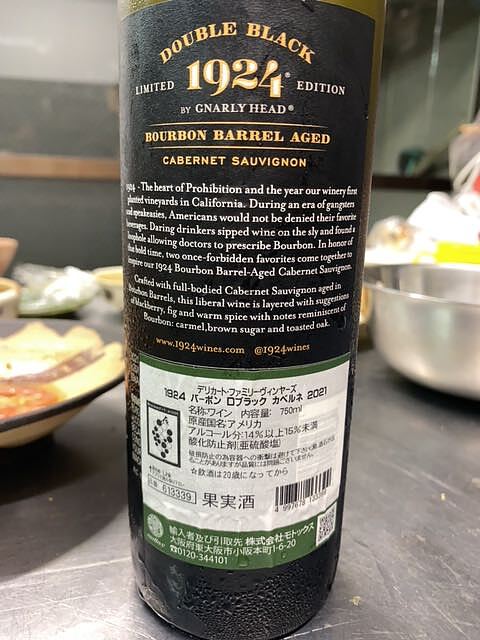 DOUBLE BLACK
LIMITED 1924® EDITION
BY GNARLY HEAD®
BOURBON BARREL AGED
CABERNET SAUVIGNON
1924 - The heart of Prohibition and the year our winery first
planted vineyards in California. During an era of gangsters
and speakeasies, Americans would not be denied their favorite
beverages. Daring drinkers sipped wine on the sly and found a
loophole allowing doctors to prescribe Bourbon. In honor of
that bold time, two once-forbidden favorites come together to
inspire our 1924 Bourbon Barrel-Aged Cabernet Sauvignon.
Crafted with full-bodied Cabernet Sauvignon aged in
Bourbon Barrels, this liberal wine is layered with suggestions
of blackberry, fig and warm spice with notes reminiscent of
Bourbon: carmel, brown sugar and toasted oak.
www.1924wines.com @1924wines
デリカート・ファミリーヴィンヤーズ
1924 バーボン ロブラック カベルネ 2021
名称:ワイン 内容量: 750ml
原産国名:アメリカ
アルコール分:14%以上15%未満
酸化防止剤(亜硫酸塩)
☆飲酒は20歳になってから
613339
果実酒
輸入者及び引取先 株式会社モトックス
大阪府東大阪市小阪本町1-6-20
☎0120-344101